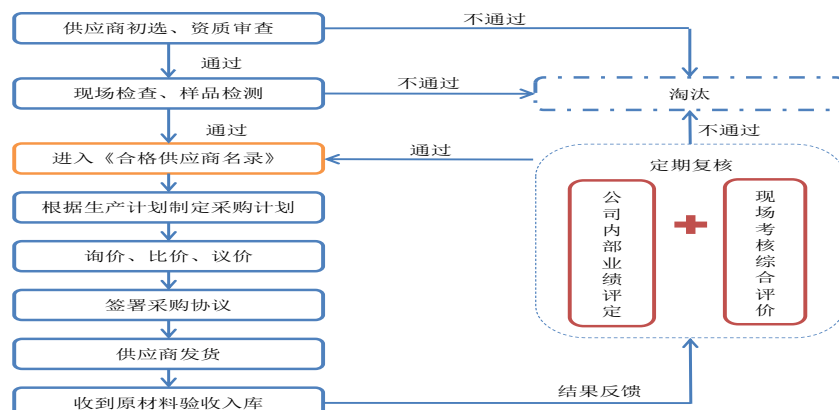 供应商初选、资质审查
不通过
通过
现场检查、样品检测
不通过
淘汰
通过
不通过
进入《合格供应商名录》
通过
定期复核
根据生产计划制定采购计划
公司内部业绩评定
现场考核综合评价
询价、比价、议价
签署采购协议
供应商发货
结果反馈
收到原材料验收入库